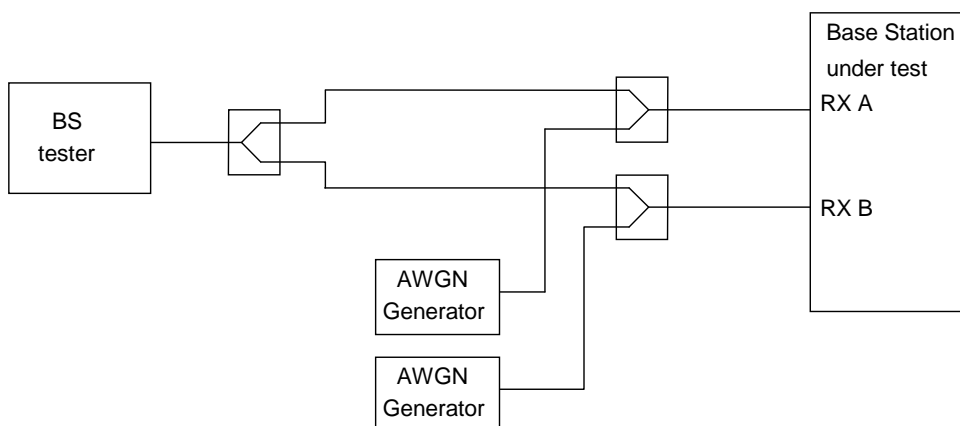 BS
tester
Base Station
under test
RX A
RX B
AWGN
Generator
AWGN
Generator